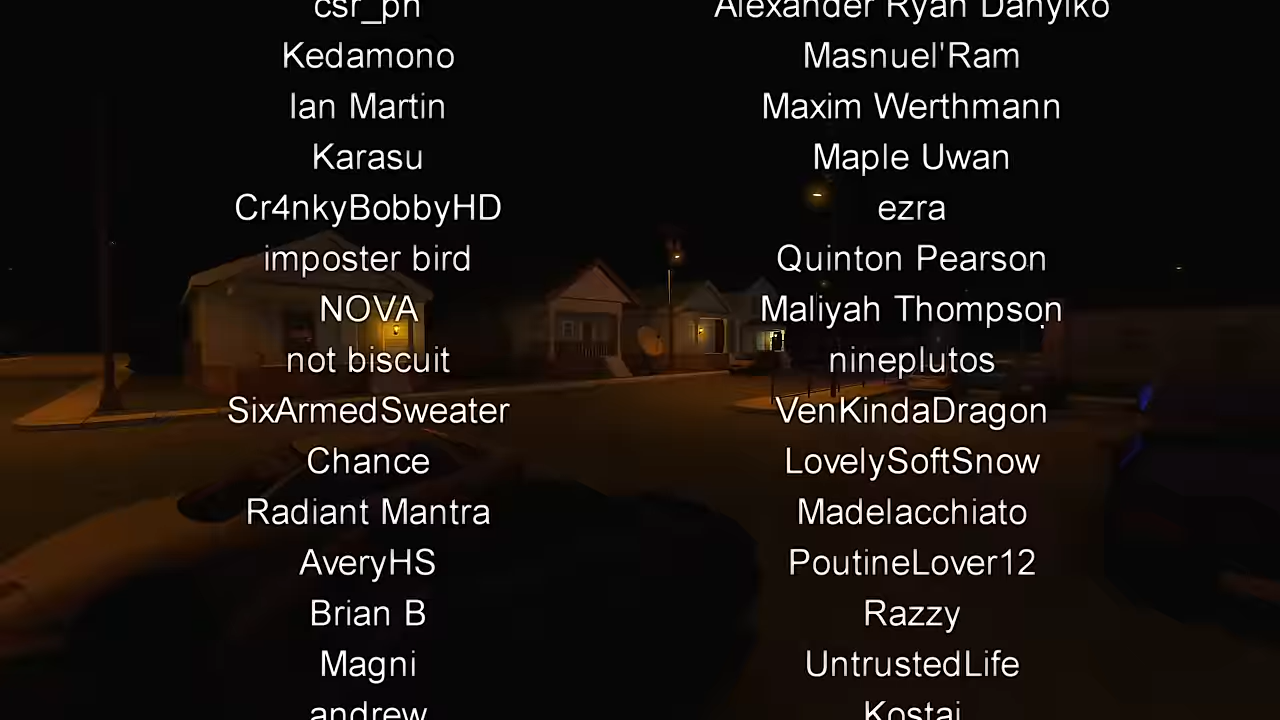 csr_ph
Kedamono
Ian Martin
Karasu
Cr4nkyBobbyHD
imposter bird
NOVA
not biscuit
SixArmedSweater
Chance
Radiant Mantra
AveryHS
Brian B
Magni
andrew
Alexander Ryan Danylko
Masnuel'Ram
Maxim Werthmann
Maple Uwan
ezra
Quinton Pearson
Maliyah Thompson
nineplutos
VenKindaDragon
LovelySoftSnow
Madelacchiato
PoutineLover12
Razzy
UntrustedLife